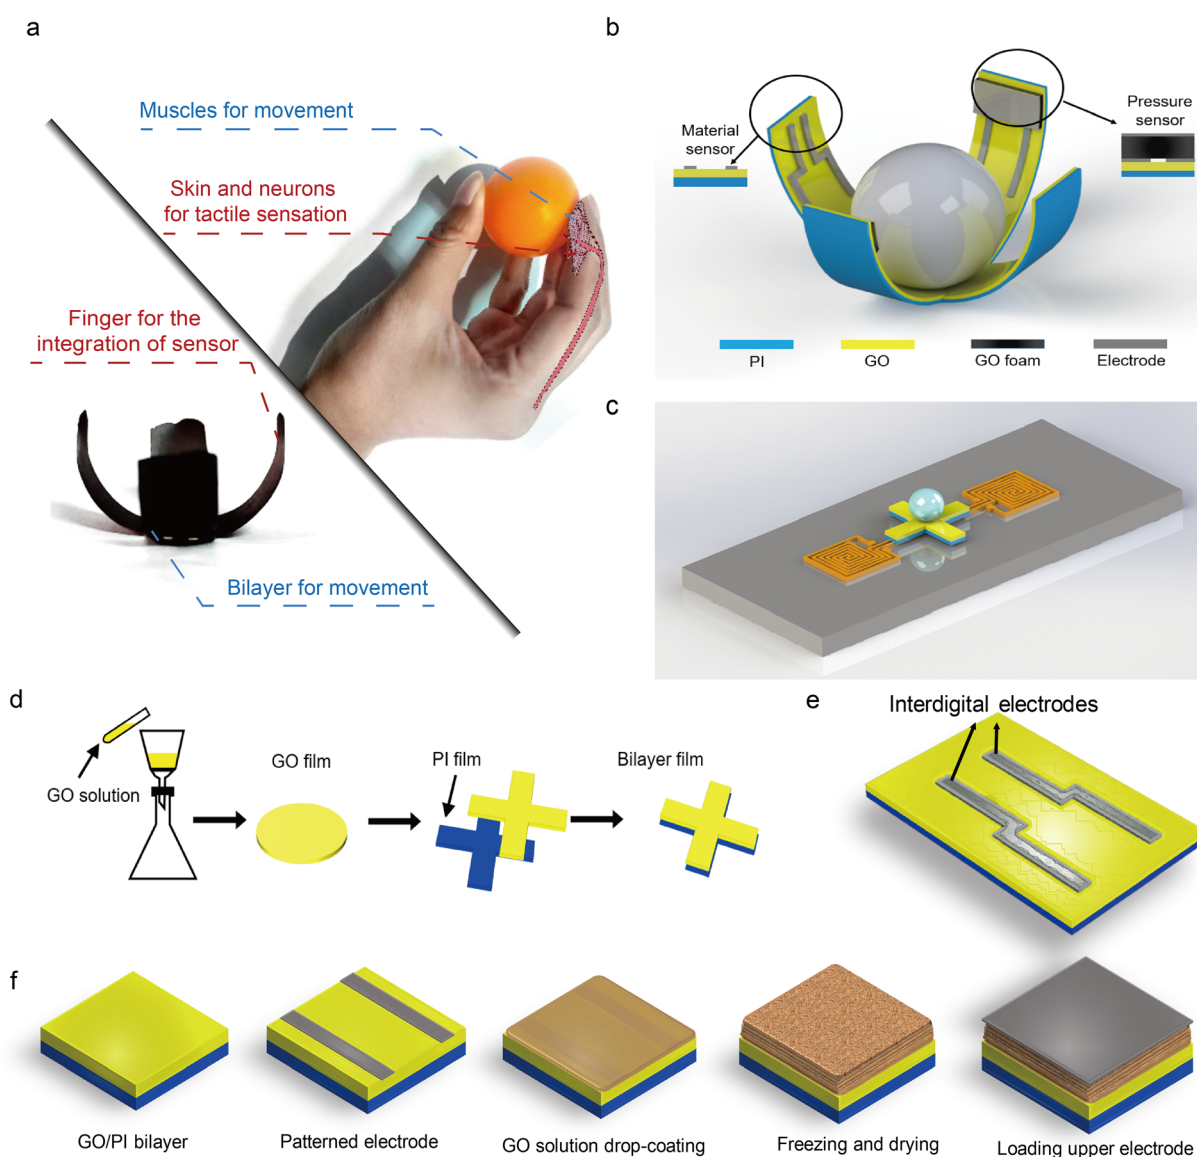 a
Muscles for movement
Skin and neurons
for tactile sensation
Finger for the
integration of sensor
Bilayer for movement
b
Material
sensor
Pressure
sensor
PI
GO
GO foam
Electrode
c
d
GO solution
GO film
PI film
Bilayer film
e
Interdigital electrodes
f
GO/PI bilayer
Patterned electrode
GO solution drop-coating
Freezing and drying
Loading upper electrode